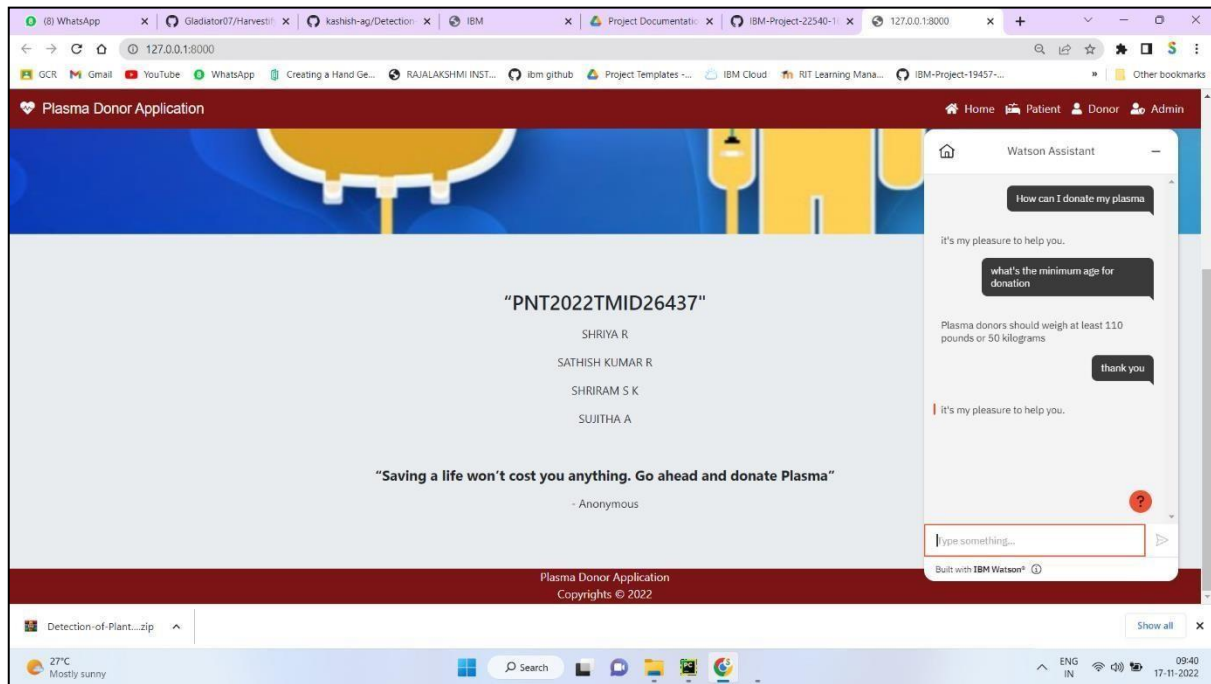 (8) WhatsApp
Gladiator07/Harvestif
kashish-ag/Detection
IBM
Project Documentatio
IBM-Project-22540-1
127.0.0.1:8000
127.0.0.1:8000
GCR
Gmail
YouTube
WhatsApp
Creating a Hand Ge...
RAJALAKSHMI INST...
ibm github
Project Templates -...
IBM Cloud
RIT Learning Mana...
IBM-Project-19457-...
»
Other bookmarks
Plasma Donor Application
Home
Patient
Donor
Admin
Watson Assistant
How can I donate my plasma
it's my pleasure to help you.
what's the minimum age for
donation
Plasma donors should weigh at least 110
pounds or 50 kilograms
thank you
it's my pleasure to help you.
?
Type something...
Built with IBM Watson®
“PNT2022TMID26437"
SHRIYA R
SATHISH KUMAR R
SHRIRAM S K
SUJITHA A
“Saving a life won’t cost you anything. Go ahead and donate Plasma”
- Anonymous
Plasma Donor Application
Copyrights © 2022
Detection-of-Plant....zip
Show all
27°C
Mostly sunny
Search
ENG
IN
09:40
17-11-2022